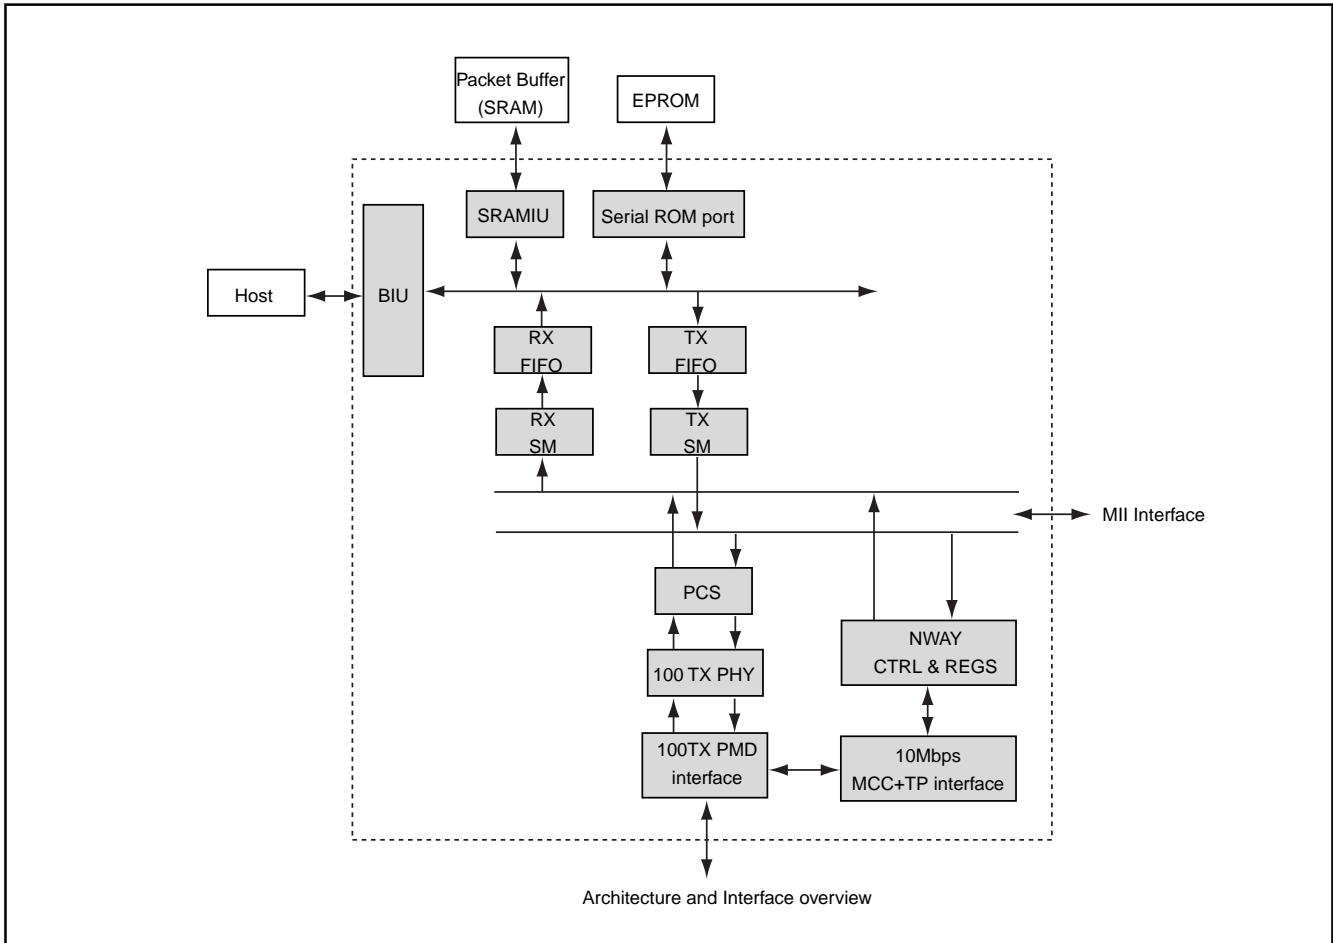 Packet Buffer
(SRAM)
EPROM
SRAMIU
Serial ROM port
Host
BIU
RX
FIFO
TX
FIFO
RX
SM
TX
SM
MII Interface
PCS
NWAY
CTRL & REGS
100 TX PHY
100TX PMD
interface
10Mbps
MCC+TP interface
Architecture and Interface overview